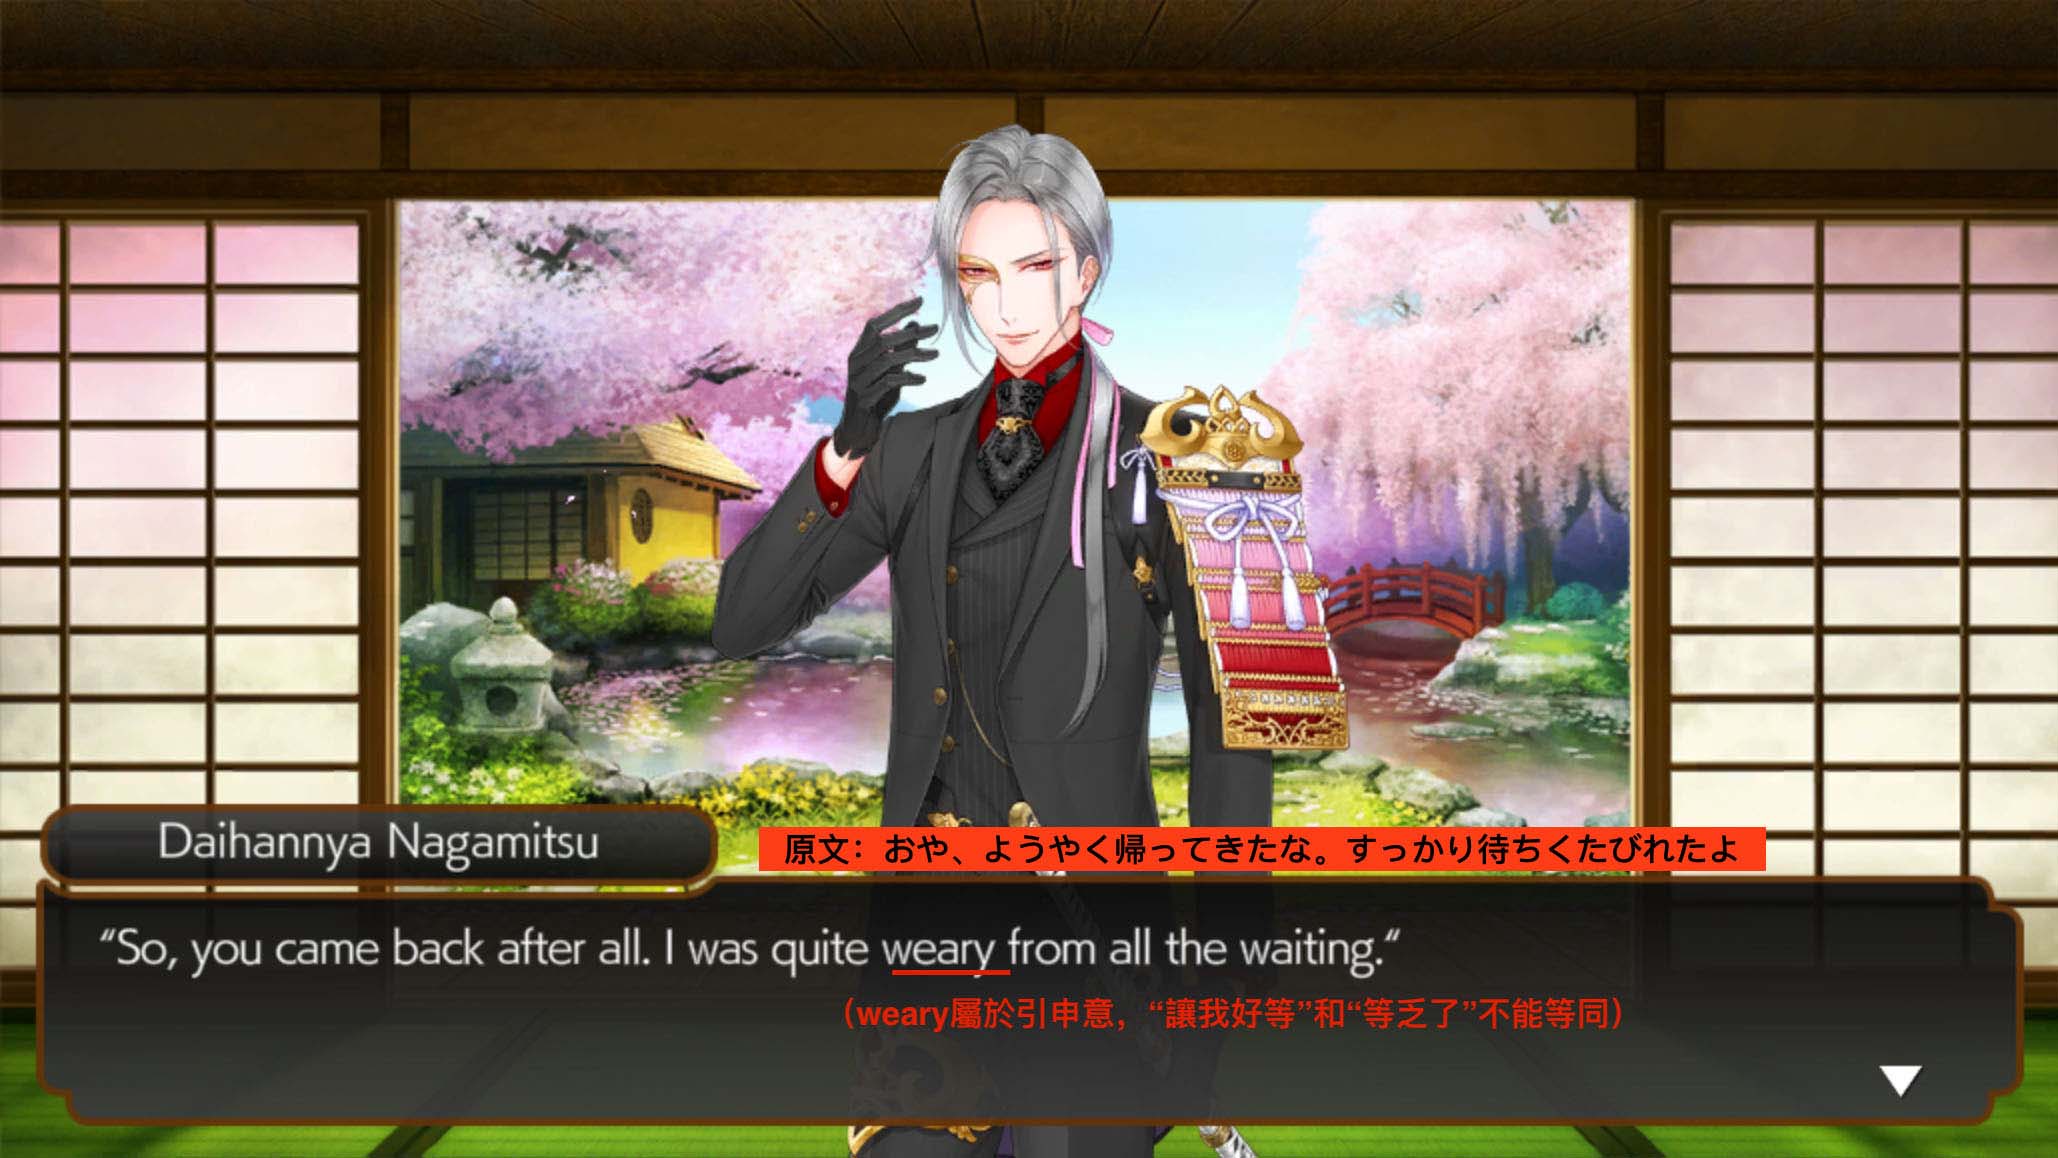 Daihannya Nagamitsu
原文：おや、ようやく帰ってきたな。すっかり待ちくたびれたよ
“So, you came back after all. I was quite weary from all the waiting.“
（weary屬於引申意，“讓我好等”和“等乏了”不能等同）